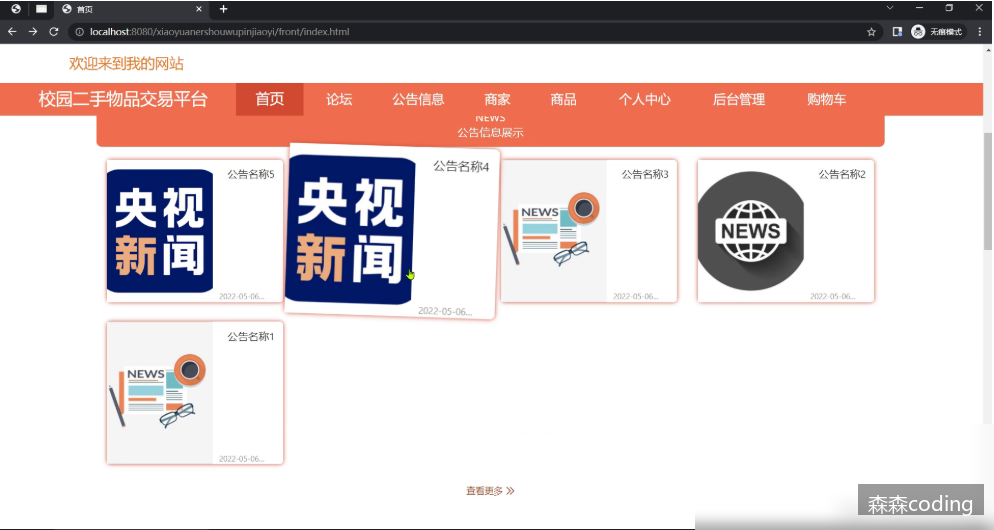 首页
localhost:8080/xiaoyuanershouwupinjiaoyi/front/index.html
无痕模式
欢迎来到我的网站
校园二手物品交易平台 首页 论坛 公告信息 商家 商品 个人中心 后台管理 购物车
NEWS
公告信息展示
公告名称5
央视
新闻
2022-05-06...
公告名称4
央视
新闻
2022-05-06...
公告名称3
NEWS
2022-05-06...
公告名称2
NEWS
2022-05-06...
公告名称1
NEWS
2022-05-06...
查看更多
森森coding